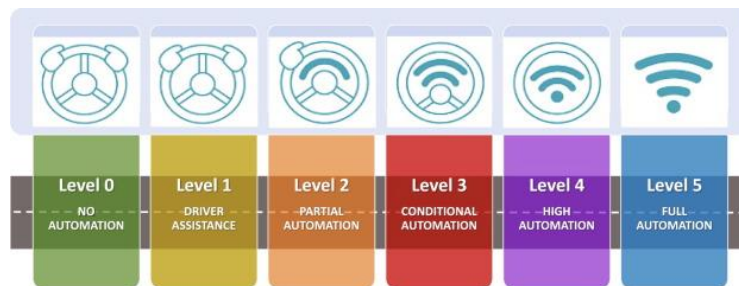 Level 0
NO
AUTOMATION
Level 1
DRIVER
ASSISTANCE
Level 2
PARTIAL
AUTOMATION
Level 3
CONDITIONAL
AUTOMATION
Level 4
HIGH
AUTOMATION
Level 5
FULL
AUTOMATION